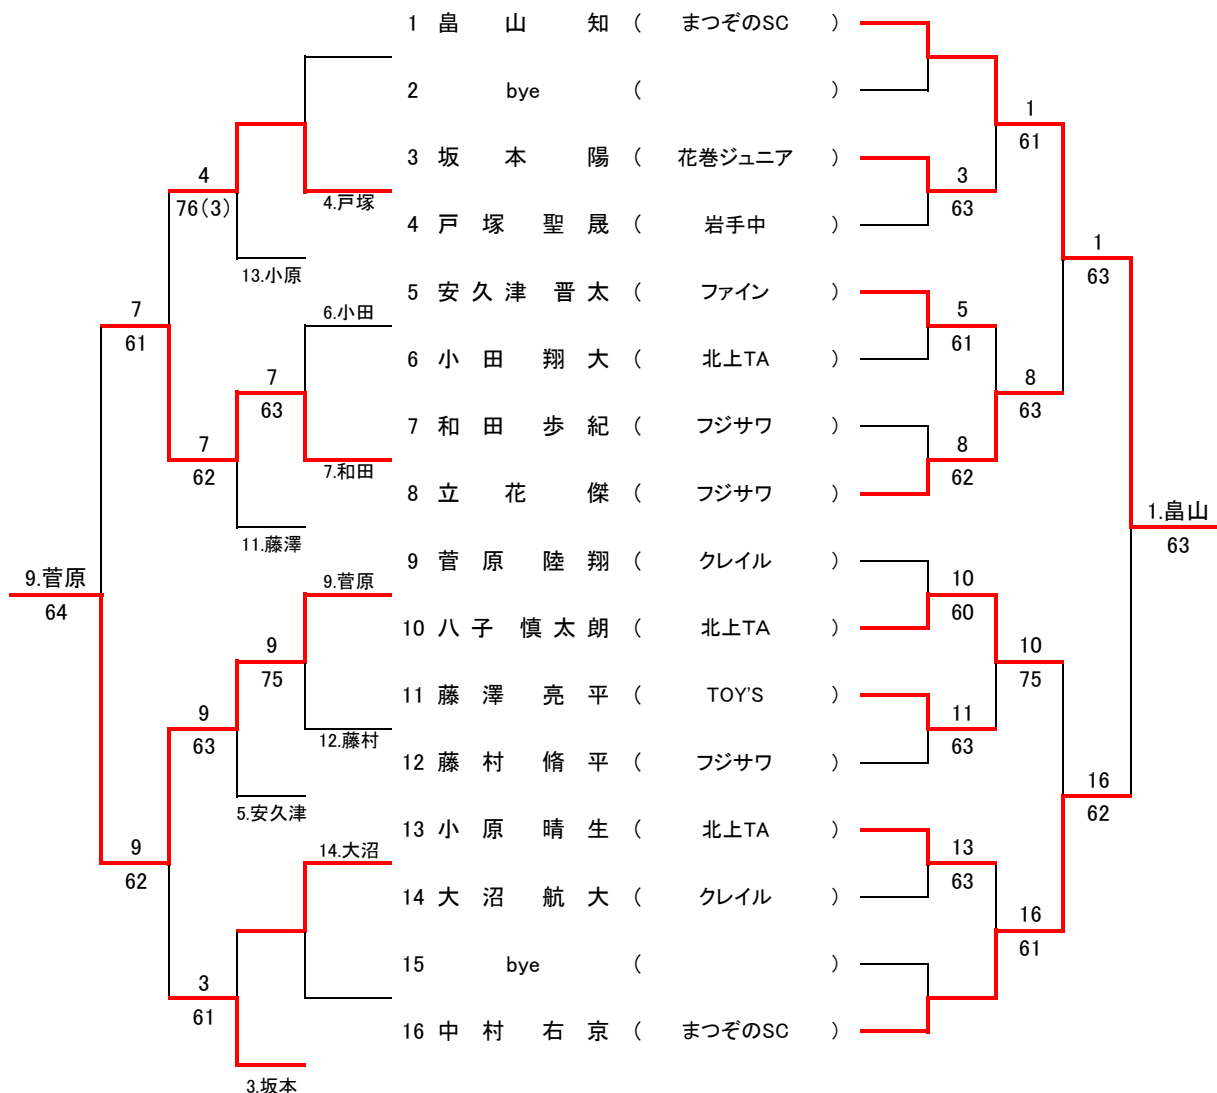 1 畠山 知 ( まつぞのSC )
2 bye ( )
3 坂本 陽 ( 花巻ジュニア )
4 戸塚 聖晟 ( 岩手中 )
5 安久津 晋太 ( ファイン )
6 小田 翔大 ( 北上TA )
7 和田 歩紀 ( フジサワ )
8 立花 傑 ( フジサワ )
9 菅原 陸翔 ( クレイル )
10 八子 慎太朗 ( 北上TA )
11 藤澤 亮平 ( TOY'S )
12 藤村 脩平 ( フジサワ )
13 小原 晴生 ( 北上TA )
14 大沼 航大 ( クレイル )
15 bye ( )
16 中村 右京 ( まつぞのSC )
4
76(3)
4.戸塚
13.小原
7
61
6.小田
7
63
7
62
7.和田
11.藤澤
9.菅原
64
9.菅原
9
75
9
63
12.藤村
5.安久津
9
62
14.大沼
3
61
3.坂本
1
61
3
63
1
63
5
61
8
63
8
62
1.畠山
63
10
60
10
75
11
63
16
62
13
63
16
61